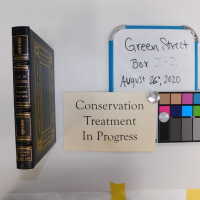 Green Street
Box
August 26, 2020
Conservation
Treatment
In Progress